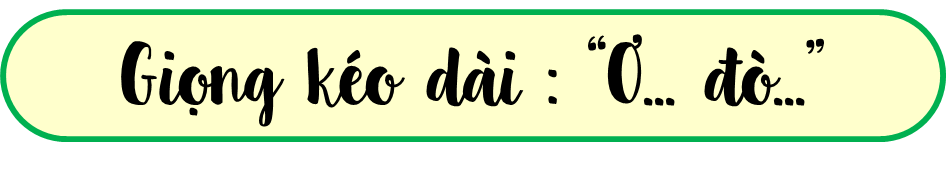 Giọng kéo dài : “Ơ... đò...”